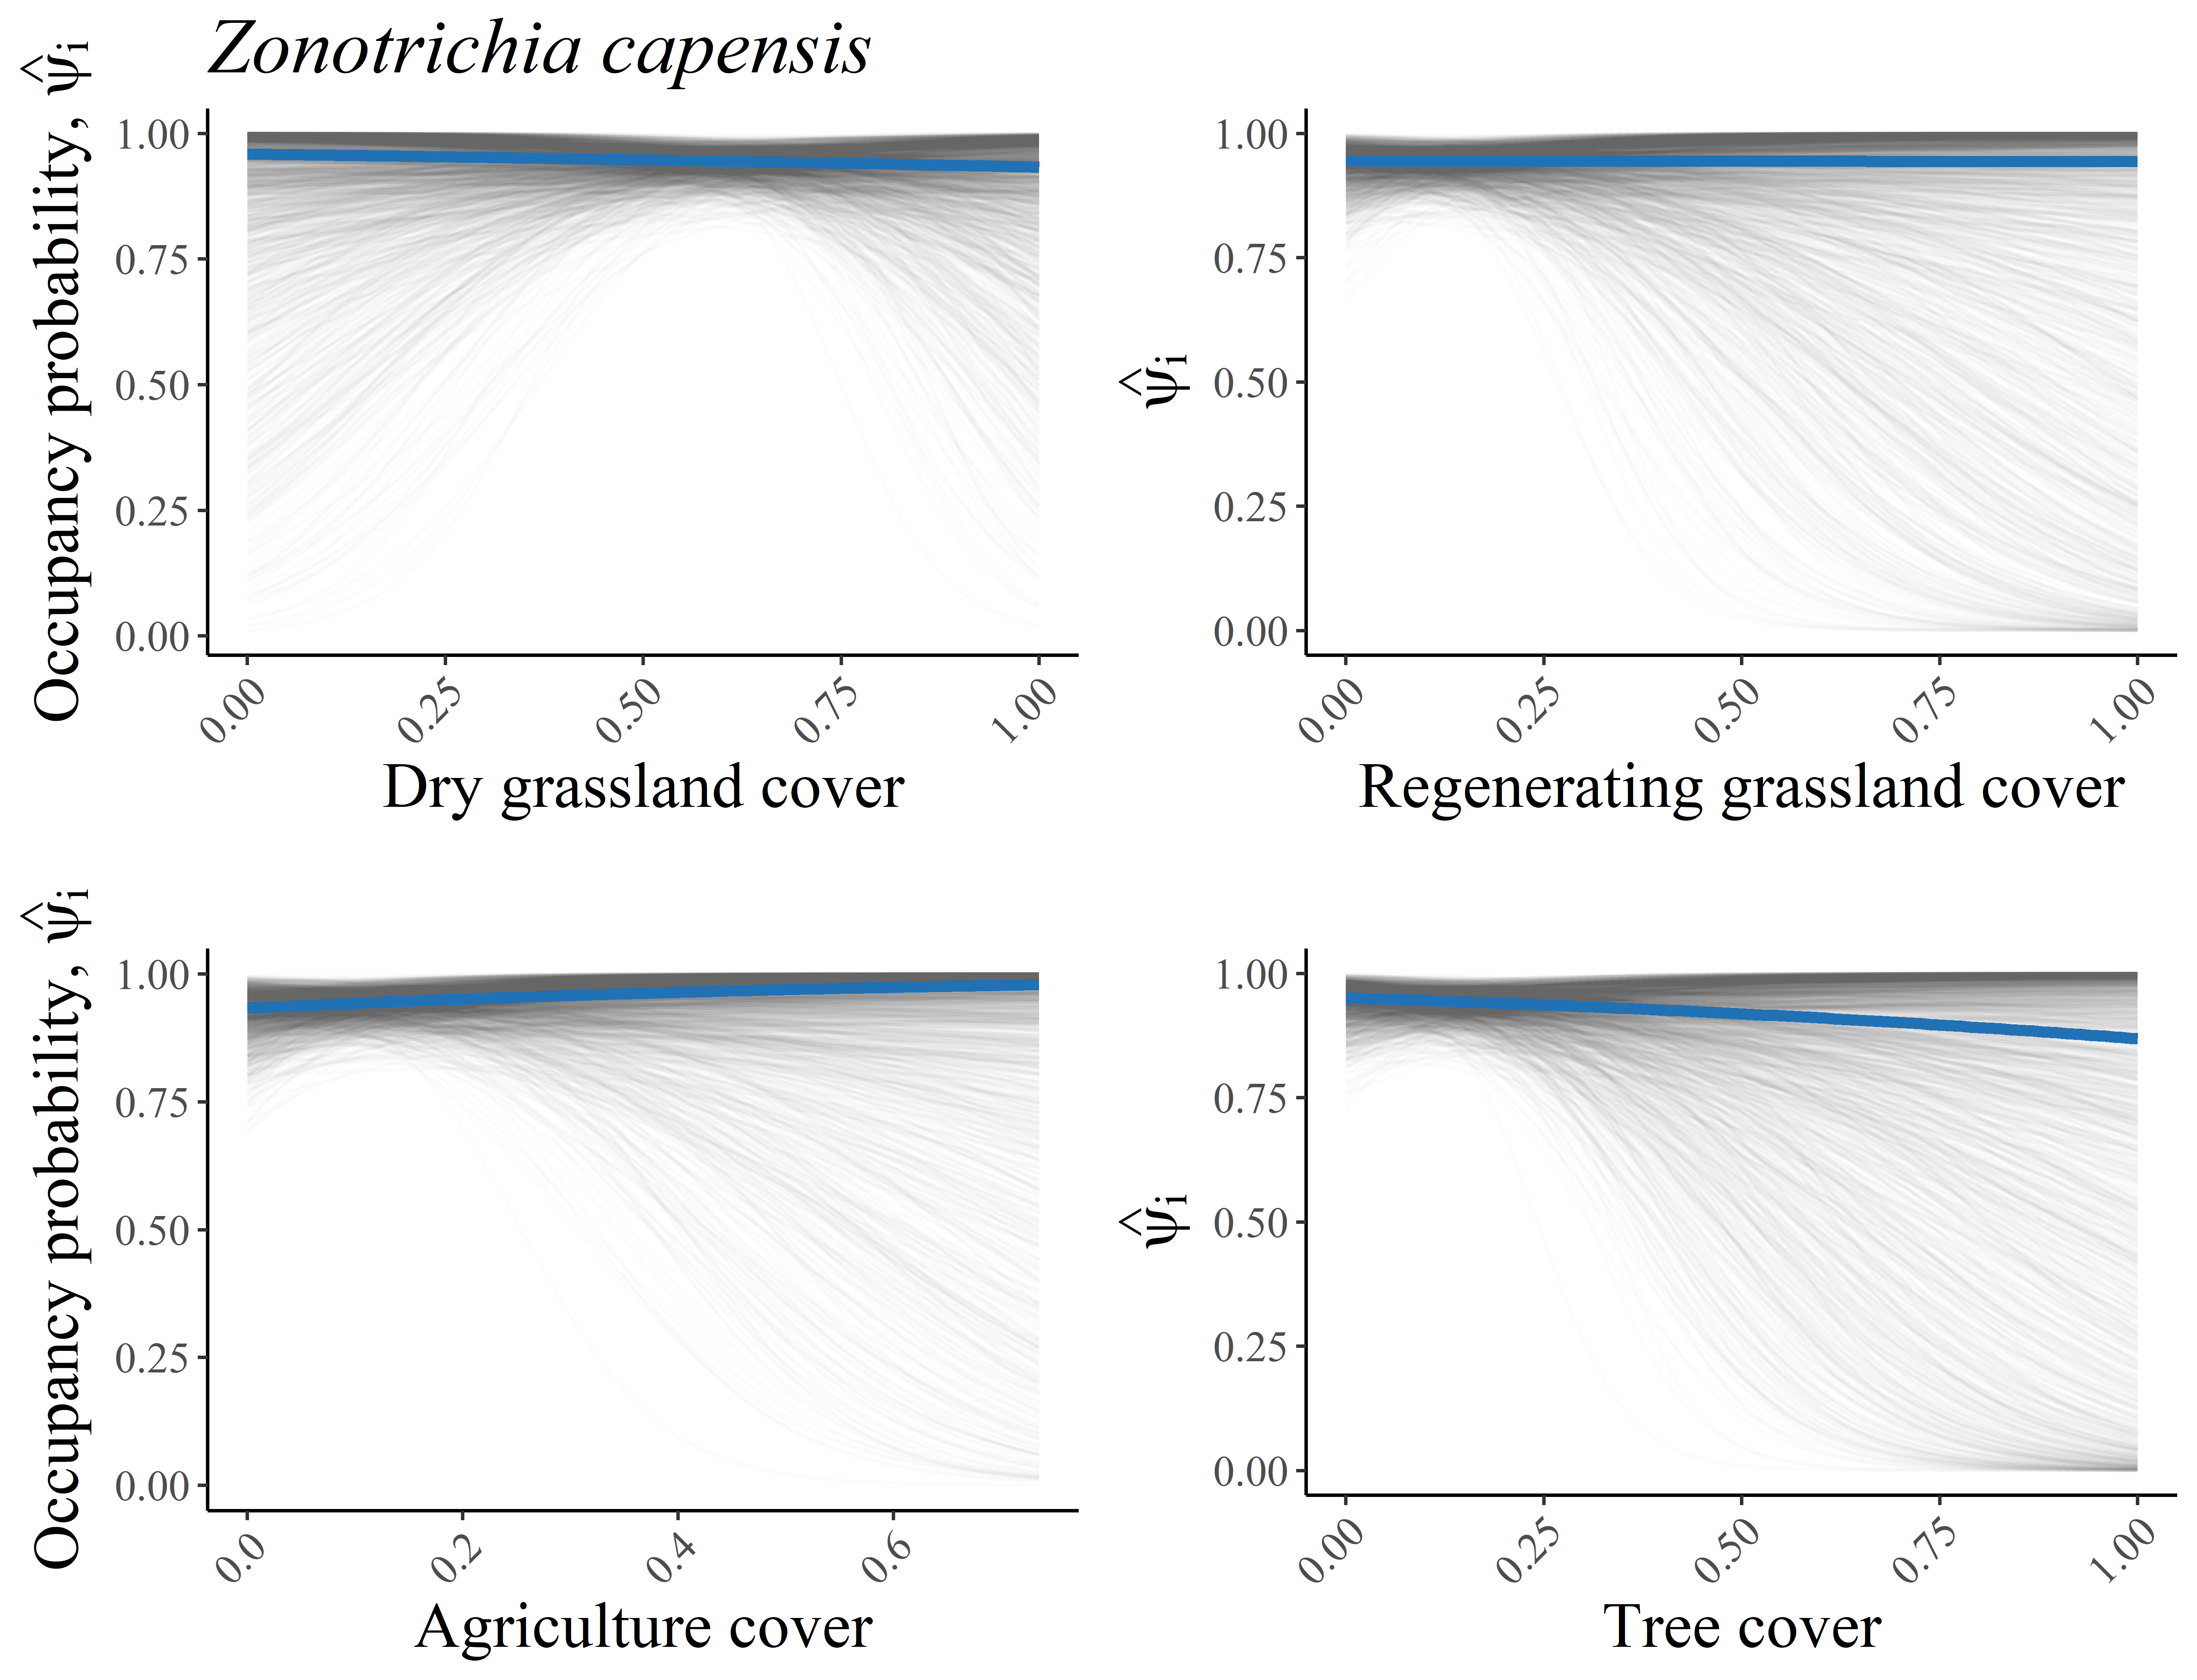 Zonotrichia capensis
Occupancy probability, ψ̂i
1.00
0.75
0.50
0.25
0.00
0.00 0.25 0.50 0.75 1.00
Dry grassland cover
ψ̂i
1.00
0.75
0.50
0.25
0.00
0.00 0.25 0.50 0.75 1.00
Regenerating grassland cover
Occupancy probability, ψ̂i
1.00
0.75
0.50
0.25
0.00
0.0 0.2 0.4 0.6
Agriculture cover
ψ̂i
1.00
0.75
0.50
0.25
0.00
0.00 0.25 0.50 0.75 1.00
Tree cover